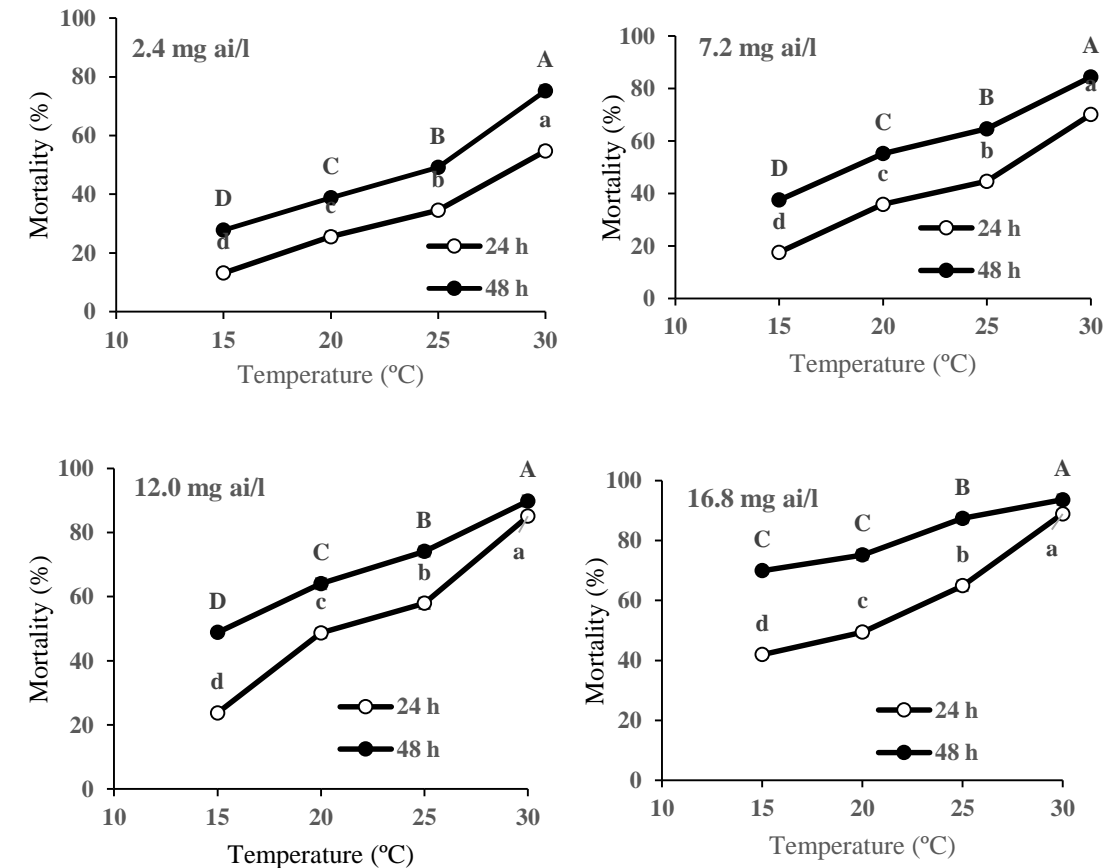 2.4 mg ai/l
Mortality (%)
100
80
60
40
20
0
D
C
B
A
d
c
b
a
24 h
48 h
10
15
20
25
30
Temperature (ºC)
7.2 mg ai/l
Mortality (%)
100
80
60
40
20
0
D
C
B
A
d
c
b
a
24 h
48 h
10
15
20
25
30
Temperature (ºC)
12.0 mg ai/l
Mortality (%)
100
80
60
40
20
0
D
C
B
A
d
c
b
a
24 h
48 h
10
15
20
25
30
Temperature (ºC)
16.8 mg ai/l
Mortality (%)
100
80
60
40
20
0
C
C
B
A
d
c
b
a
24 h
48 h
10
15
20
25
30
Temperature (ºC)